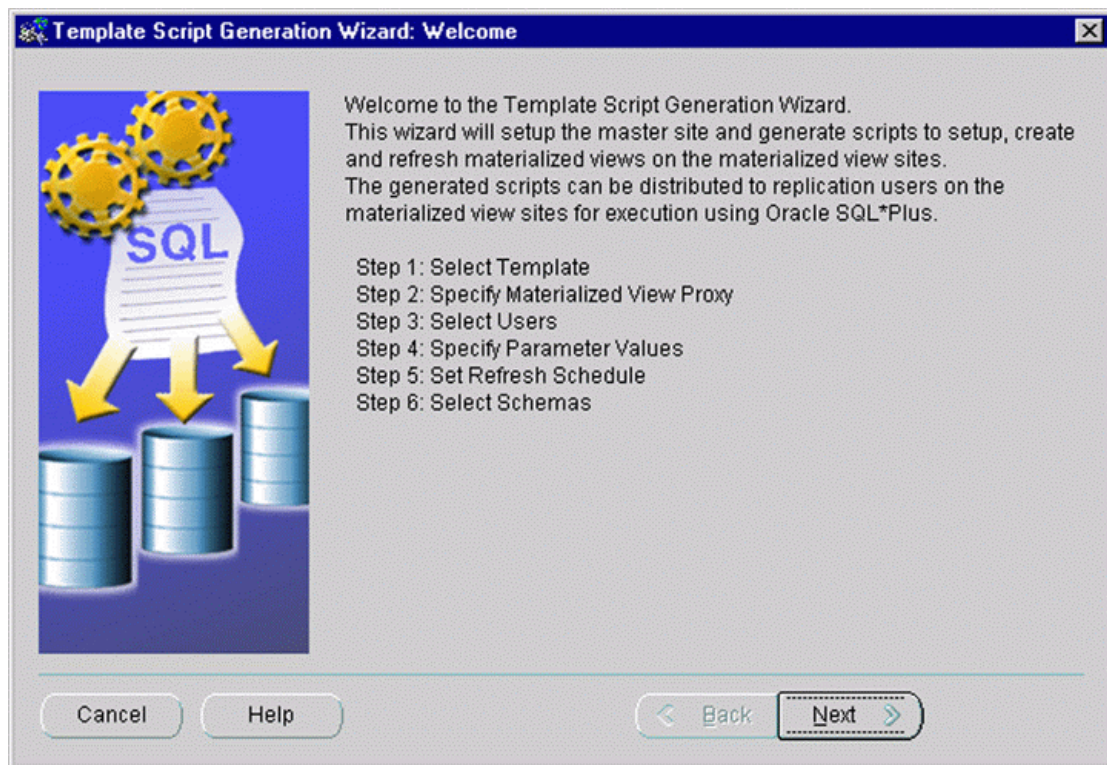 Template Script Generation Wizard: Welcome
SQL
Welcome to the Template Script Generation Wizard.
This wizard will setup the master site and generate scripts to setup, create
and refresh materialized views on the materialized view sites.
The generated scripts can be distributed to replication users on the
materialized view sites for execution using Oracle SQL*Plus.
Step 1: Select Template
Step 2: Specify Materialized View Proxy
Step 3: Select Users
Step 4: Specify Parameter Values
Step 5: Set Refresh Schedule
Step 6: Select Schemas
Cancel
Help
Back
Next